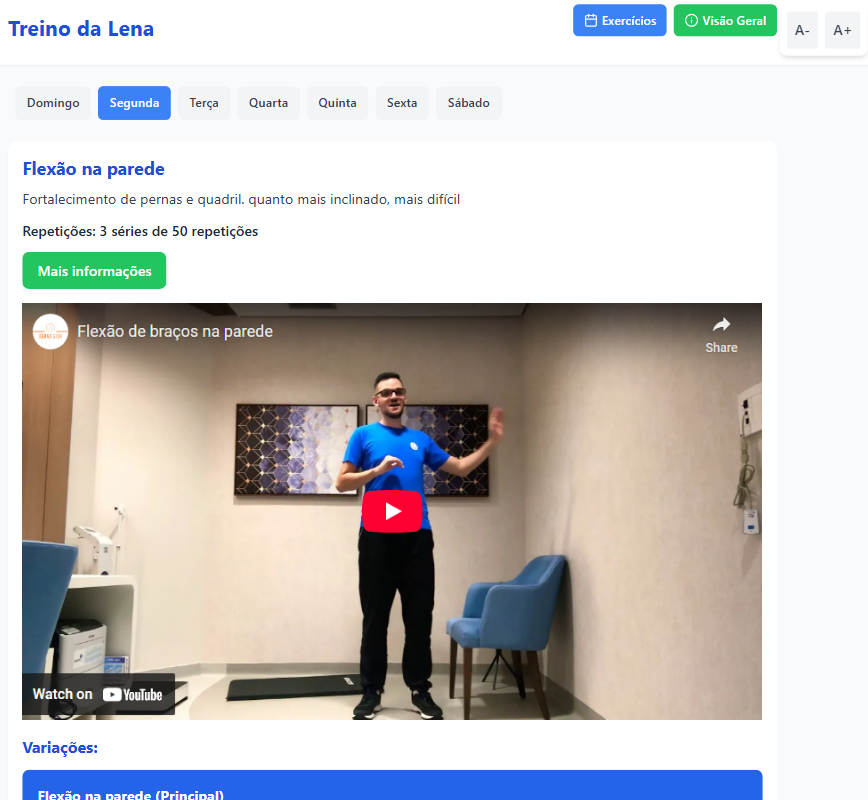 Treino da Lena
Exercícios
Visão Geral
A-
A+
Domingo
Segunda
Terça
Quarta
Quinta
Sexta
Sábado
Flexão na parede
Fortalecimento de pernas e quadril. quanto mais inclinado, mais difícil
Repetições: 3 séries de 50 repetições
Mais informações
Flexão de braços na parede
Share
Watch on YouTube
Variações:
Flexão na parede (Principal)